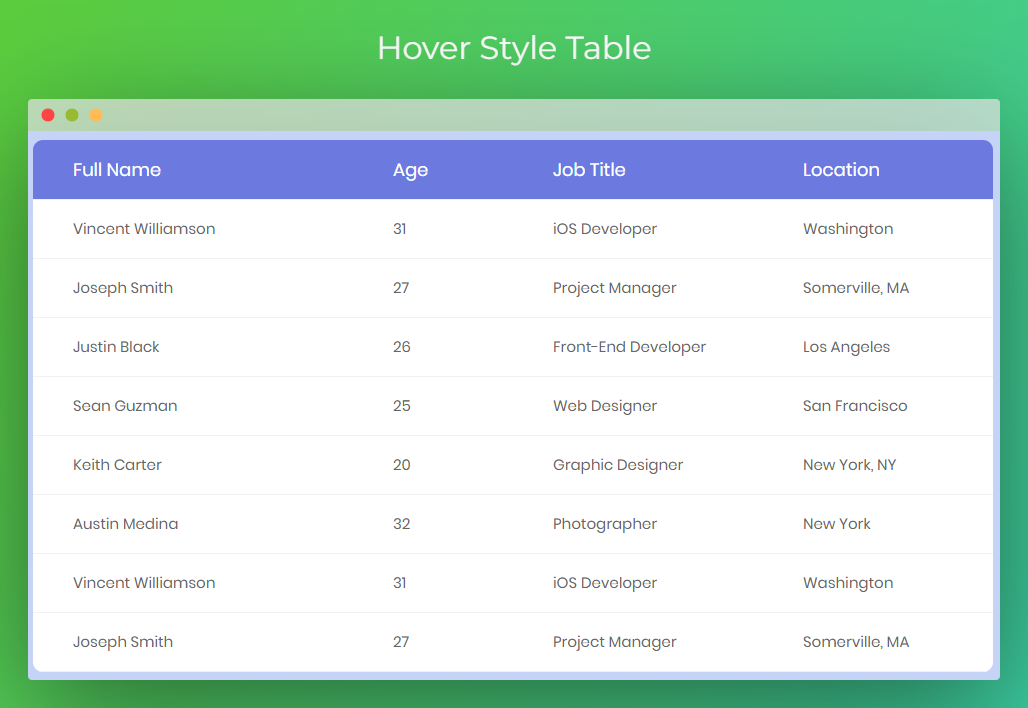 Hover Style Table
Full Name Age Job Title Location
Vincent Williamson 31 iOS Developer Washington
Joseph Smith 27 Project Manager Somerville, MA
Justin Black 26 Front-End Developer Los Angeles
Sean Guzman 25 Web Designer San Francisco
Keith Carter 20 Graphic Designer New York, NY
Austin Medina 32 Photographer New York
Vincent Williamson 31 iOS Developer Washington
Joseph Smith 27 Project Manager Somerville, MA